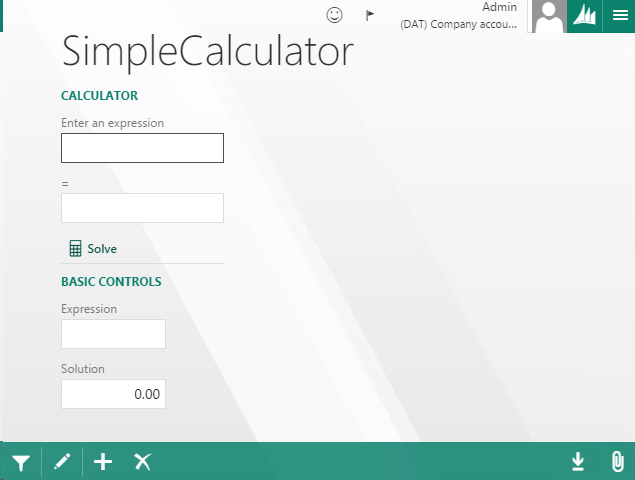 Admin
(DAT) Company accou...
SimpleCalculator
CALCULATOR
Enter an expression
=
Solve
BASIC CONTROLS
Expression
Solution
0.00